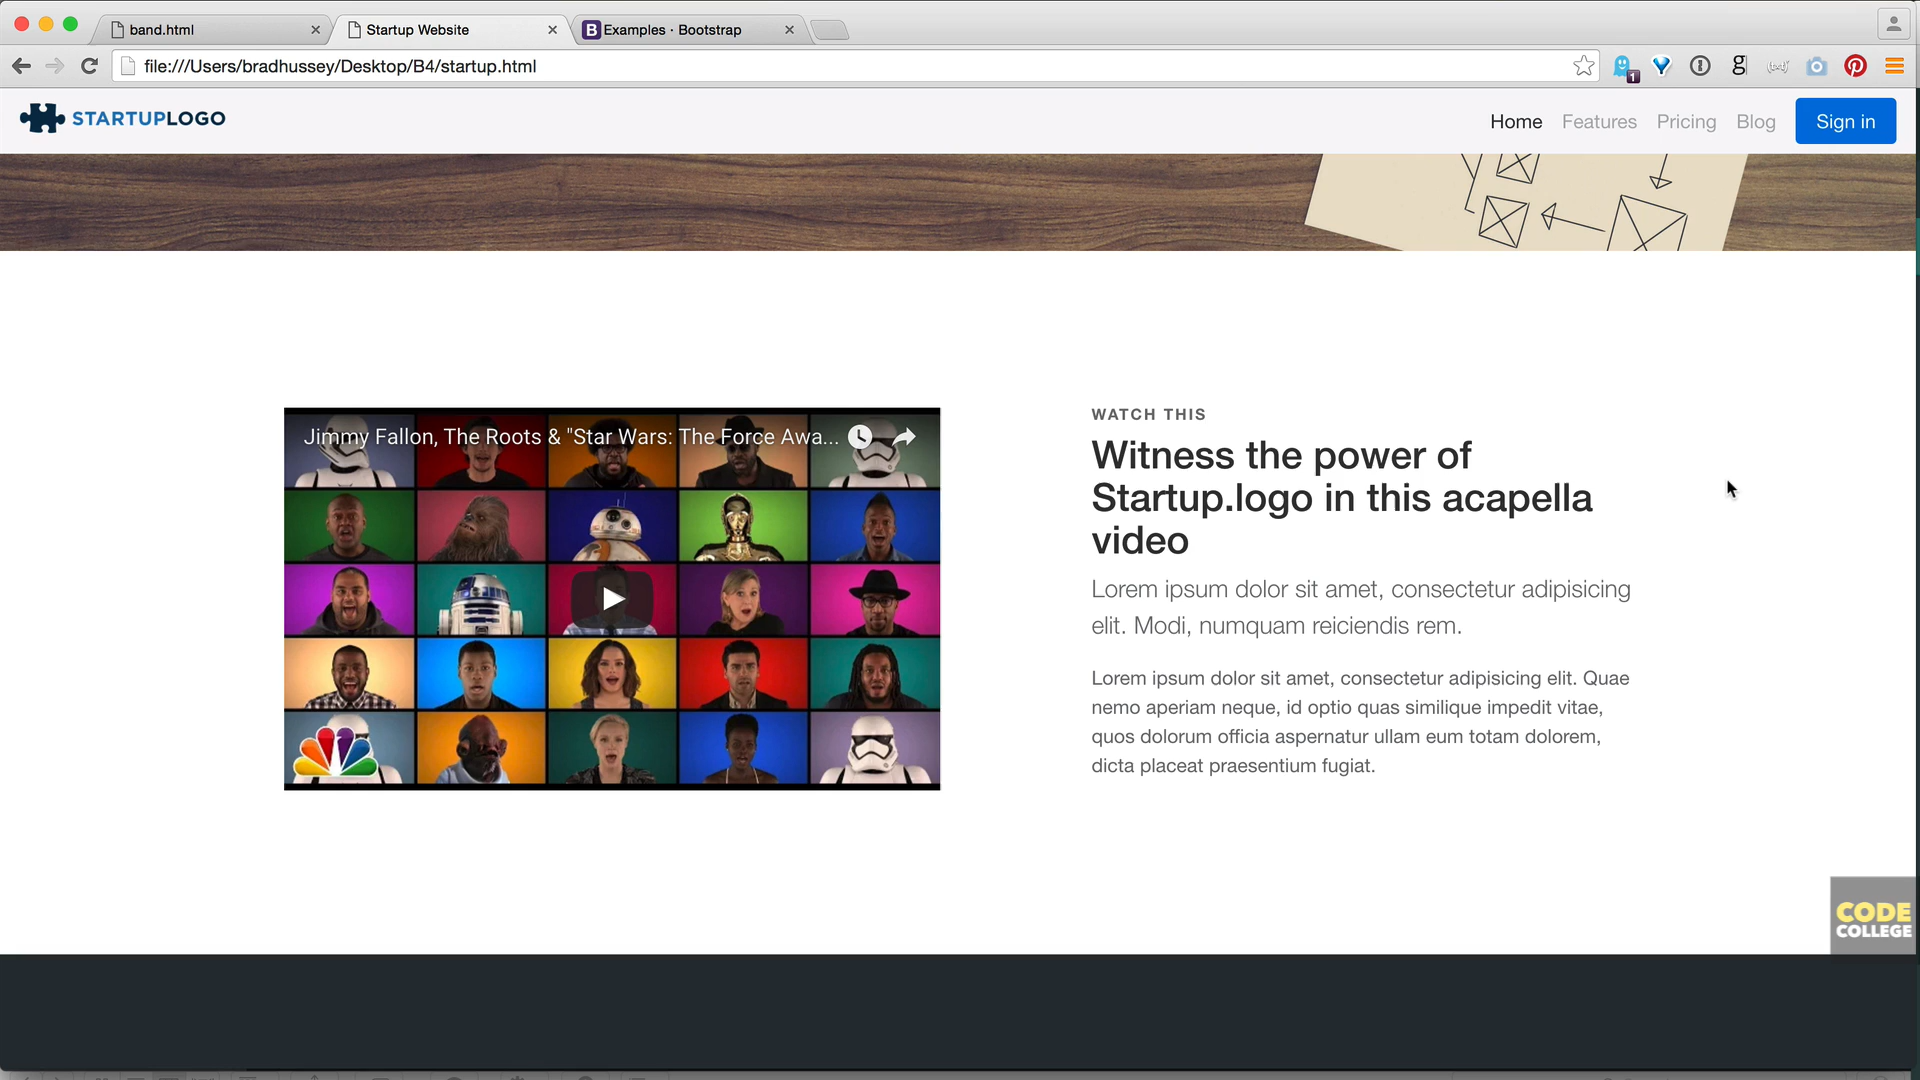 band.html
Startup Website
B Examples · Bootstrap
file:///Users/bradhussey/Desktop/B4/startup.html
1
STARTUPLOGO
Home
Features
Pricing
Blog
Sign in
Jimmy Fallon, The Roots & "Star Wars: The Force Awa...
WATCH THIS
Witness the power of
Startup.logo in this acapella
video
Lorem ipsum dolor sit amet, consectetur adipisicing
elit. Modi, numquam reiciendis rem.
Lorem ipsum dolor sit amet, consectetur adipisicing elit. Quae
nemo aperiam neque, id optio quas similique impedit vitae,
quos dolorum officia aspernatur ullam eum totam dolorem,
dicta placeat praesentium fugiat.
CODE
COLLEGE